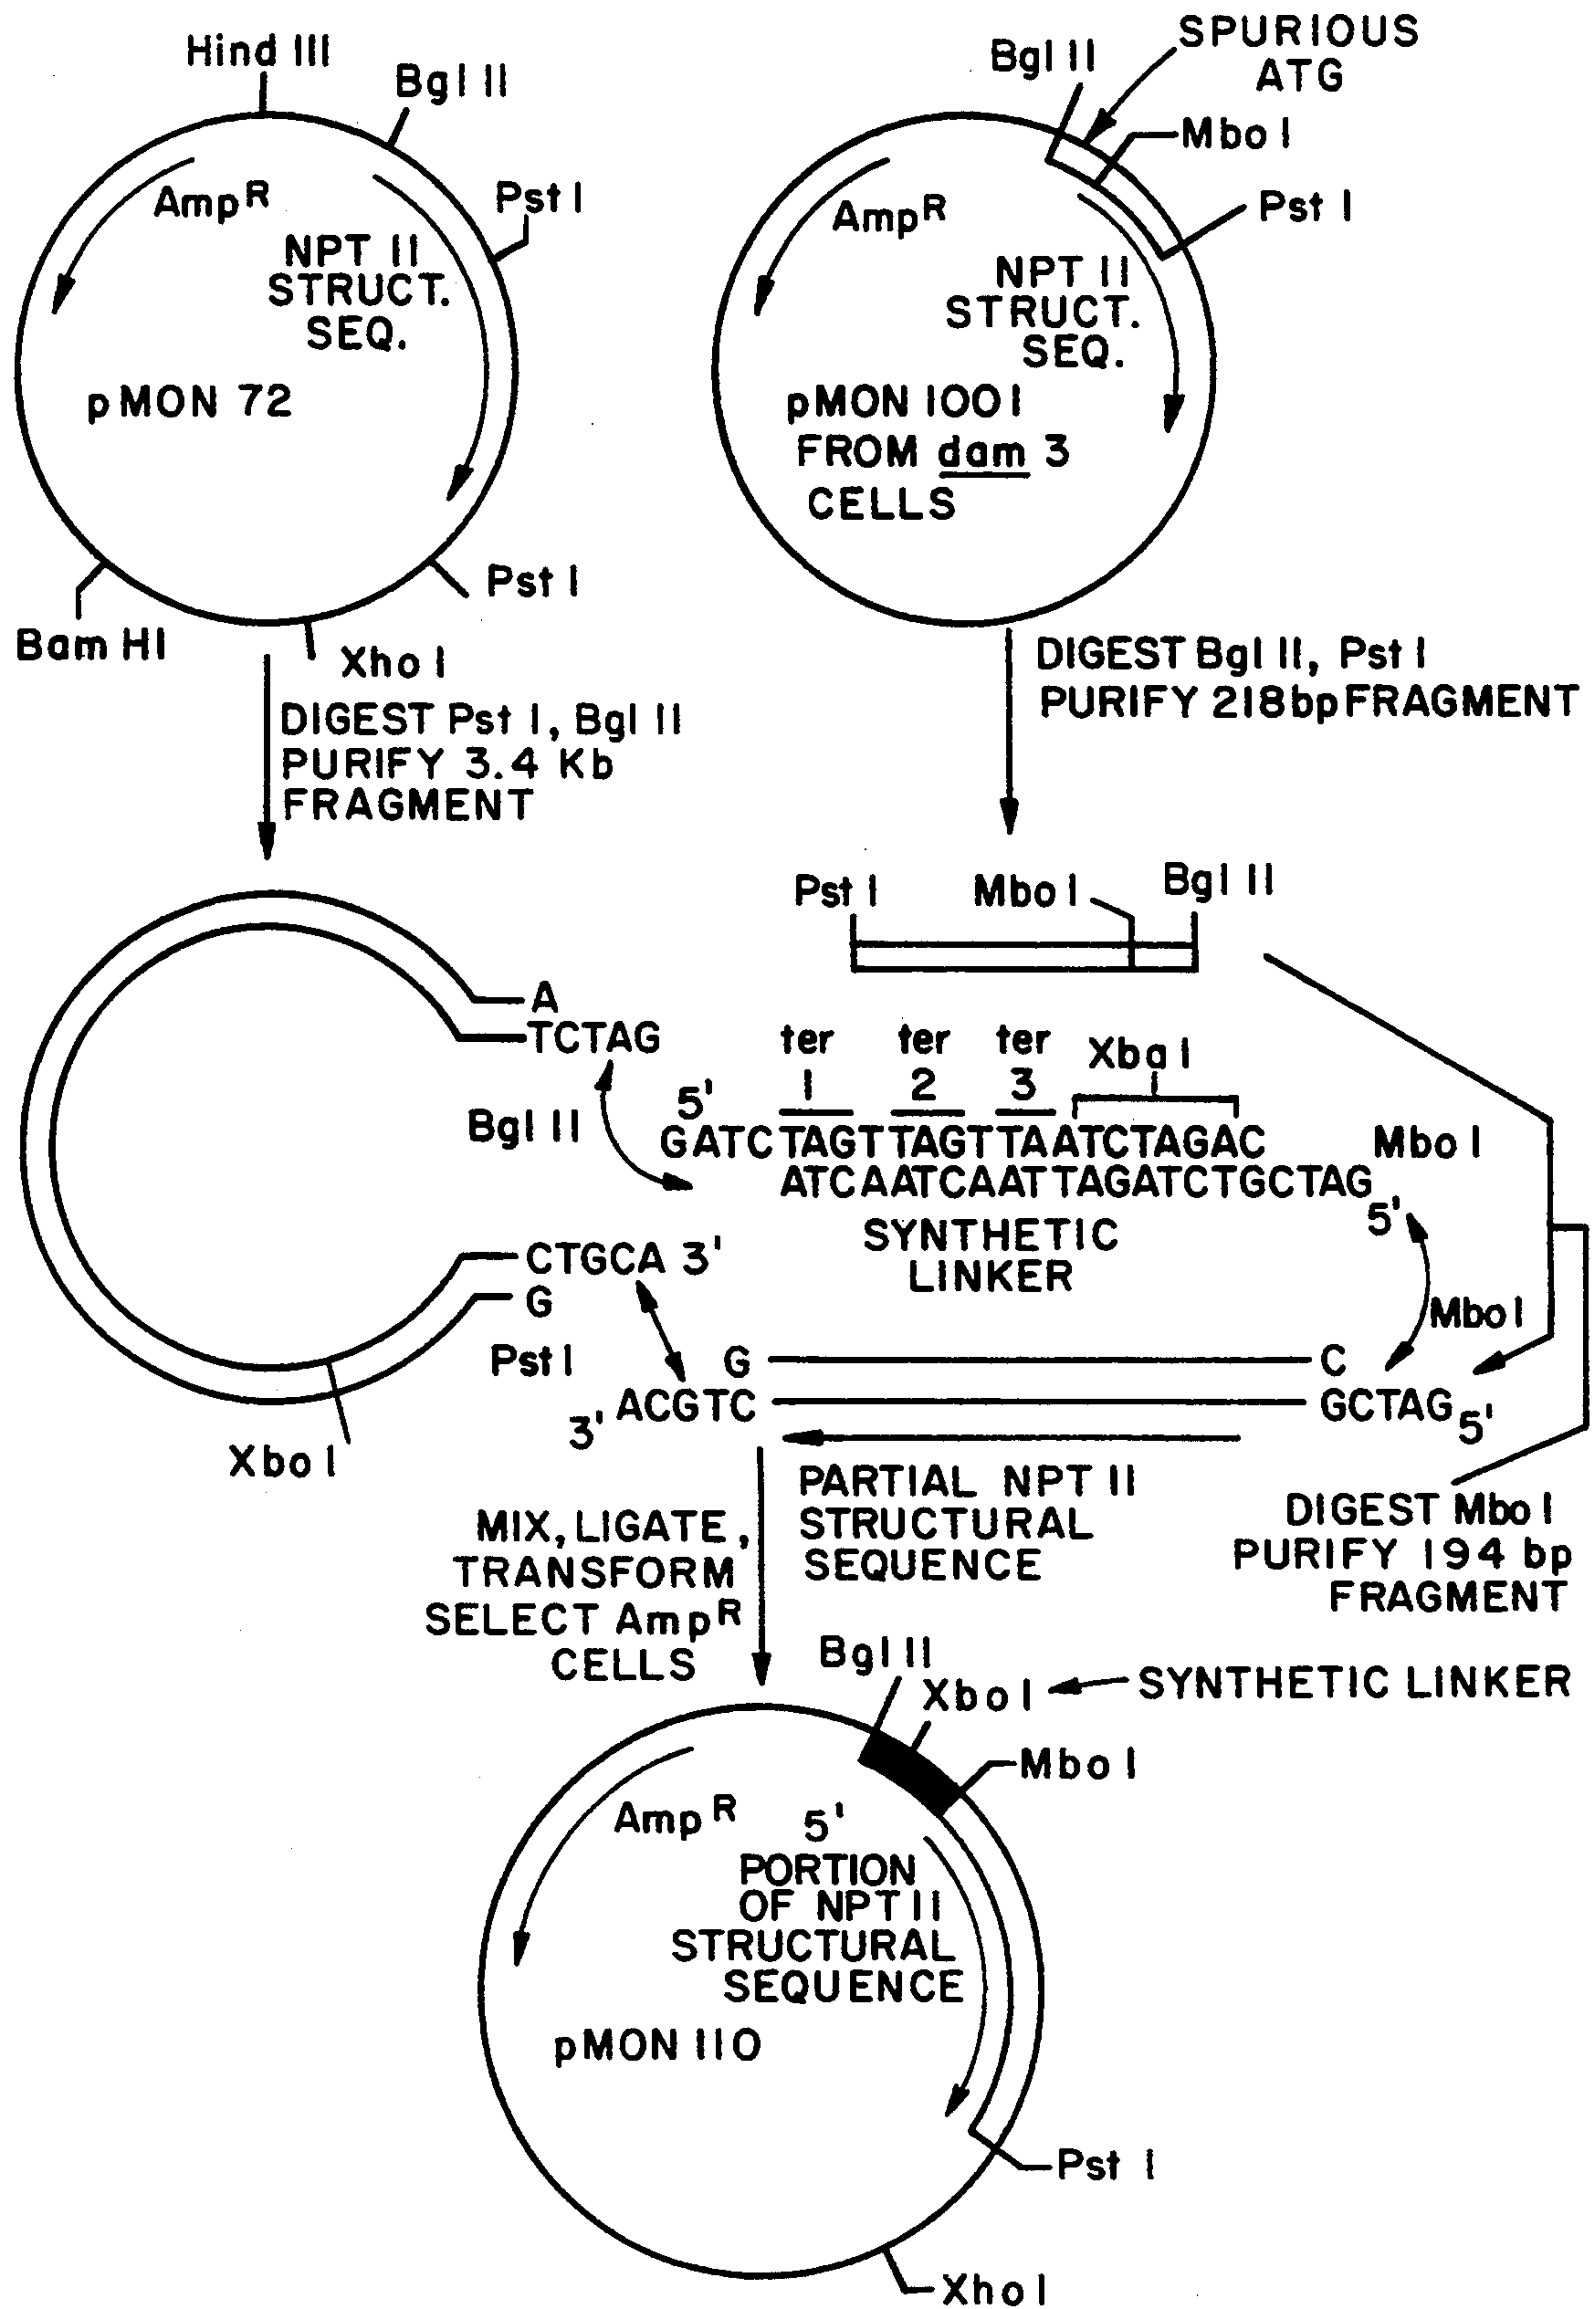 Hind III
Bgl II
Pst I
Amp R
NPT II
STRUCT.
SEQ.
pMON 72
Pst I
Bam HI
Xho I
DIGEST Pst I, Bgl II
PURIFY 3.4 Kb
FRAGMENT
Bgl II
SPURIOUS
ATG
Mbo I
Pst I
Amp R
NPT II
STRUCT.
SEQ.
pMON 1001
FROM dam 3
CELLS
DIGEST Bgl II, Pst I
PURIFY 218bp FRAGMENT
Pst I
Mbo I
Bgl II
A
TCTAG
Bgl II
ter
1
ter
2
ter
3
Xba I
5'
GATCTAGTTAGTTAATCTAGAC
ATCAATCAATTAGATCTGCTAG
5'
Mbo I
SYNTHETIC
LINKER
CTGCA 3'
G
Pst I
Xbo I
Mbo I
G
C
3' ACGTC
GCTAG 5'
PARTIAL NPT II
STRUCTURAL
SEQUENCE
DIGEST Mbo I
PURIFY 194 bp
FRAGMENT
MIX, LIGATE,
TRANSFORM
SELECT Amp R
CELLS
Bgl II
Xbo I
SYNTHETIC LINKER
Mbo I
Amp R
5'
PORTION
OF NPT II
STRUCTURAL
SEQUENCE
pMON 110
Pst I
Xho I